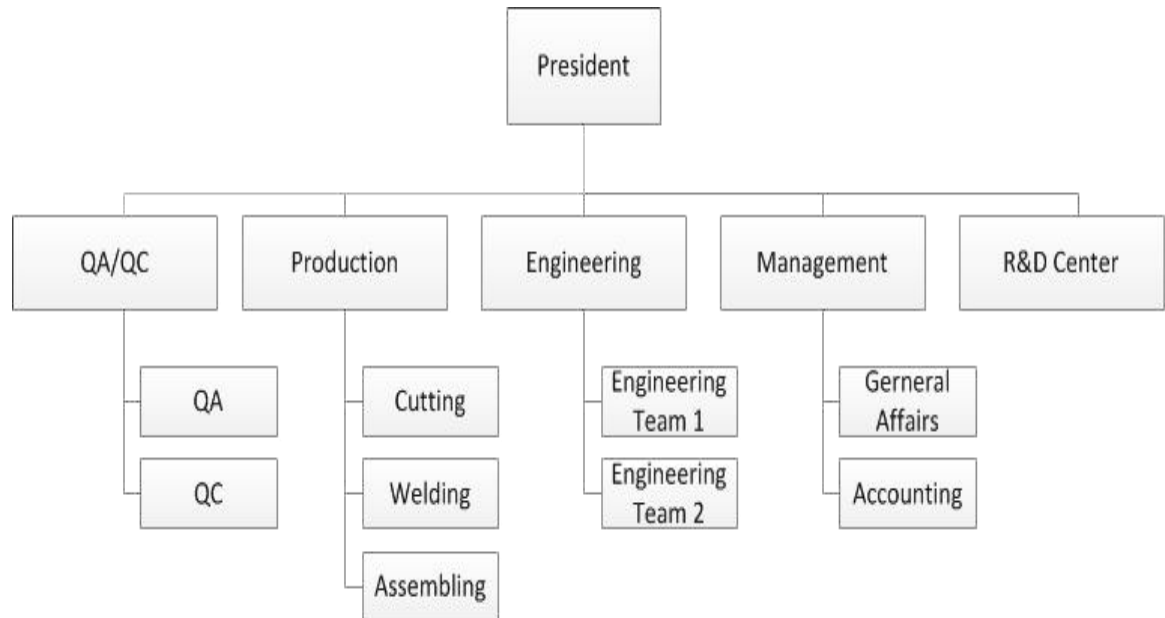 President
QA/QC
Production
Engineering
Management
R&D Center
QA
Cutting
Engineering
Team 1
Gerneral
Affairs
QC
Welding
Engineering
Team 2
Accounting
Assembling